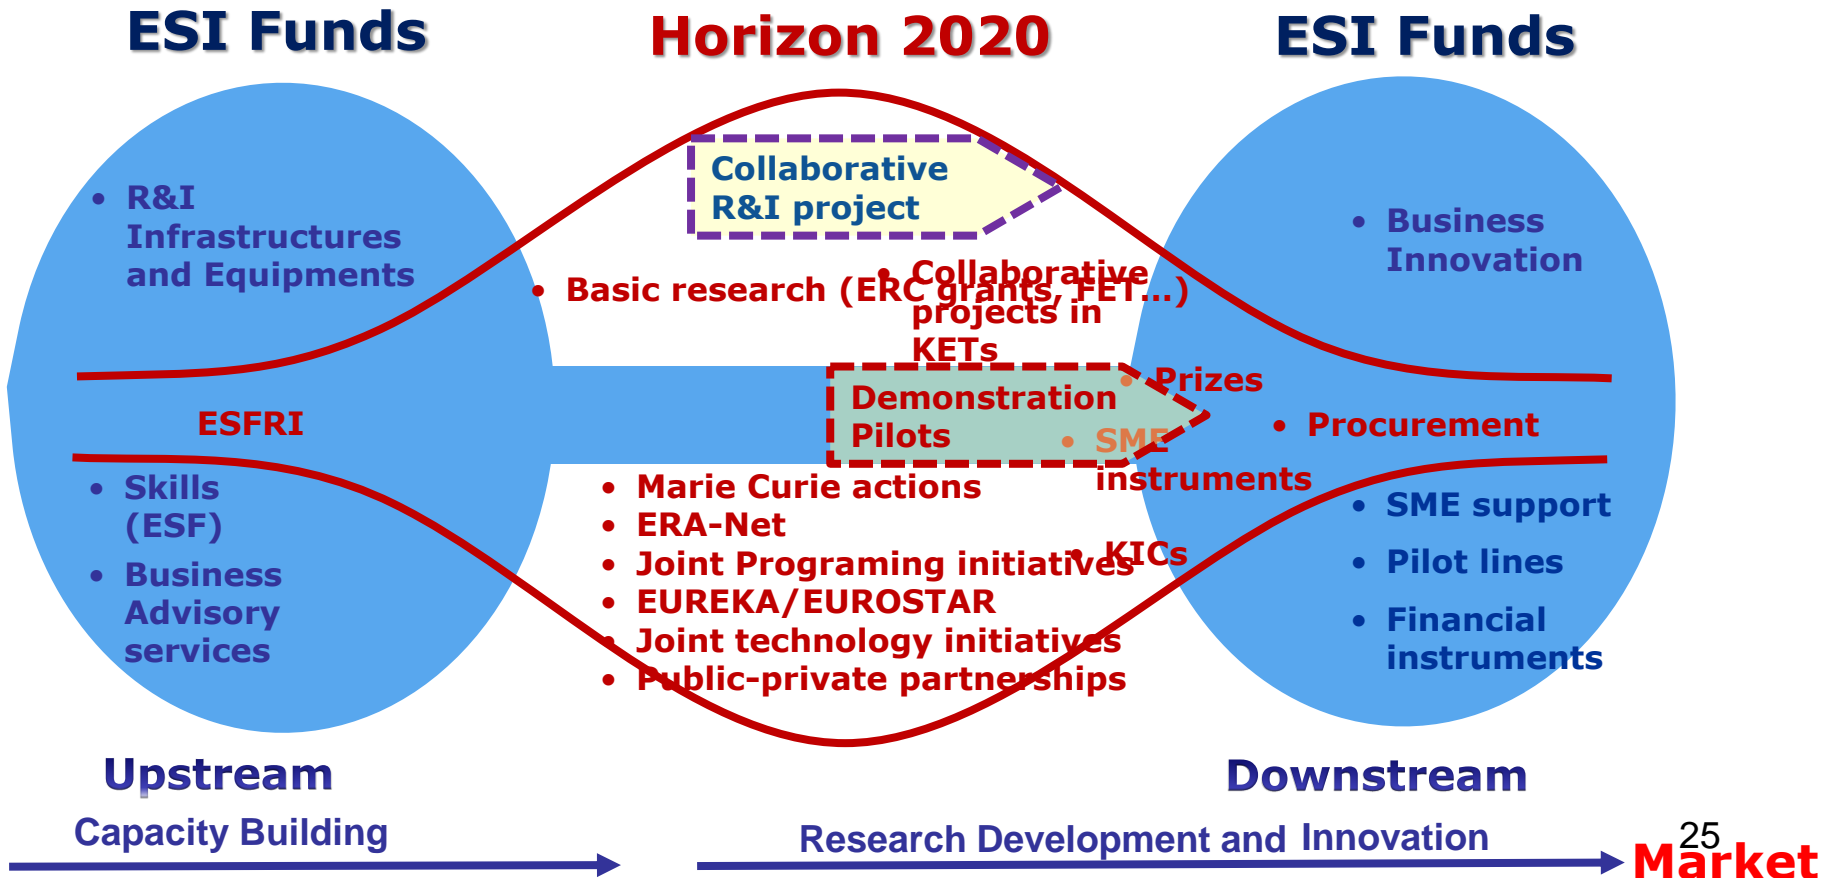 ESI Funds
Horizon 2020
ESI Funds
Collaborative
R&I project
• R&I
Infrastructures
and Equipments
• Business
Innovation
• Basic research (ERC grants, FET...)
• Collaborative
projects in
KETs
ESFRI
Demonstration
Pilots
• Prizes
• SME
instruments
• Procurement
• Skills
(ESF)
• Business
Advisory
services
• Marie Curie actions
• ERA-Net
• Joint Programing initiatives
• EUREKA/EUROSTAR
• Joint technology initiatives
• Public-private partnerships
• KICs
• SME support
• Pilot lines
• Financial
instruments
Upstream
Downstream
Capacity Building
Research Development and Innovation
25
Market